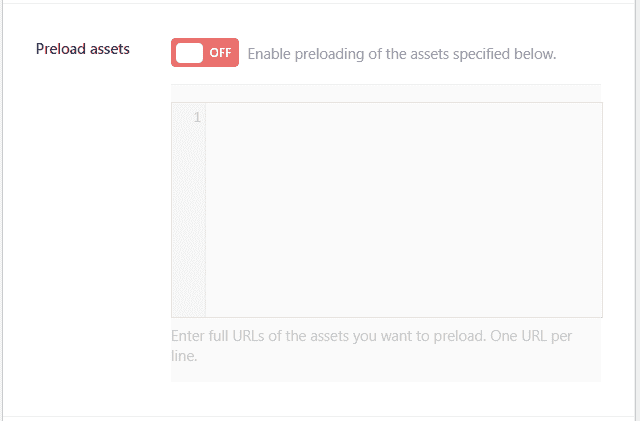 Preload assets
OFF
Enable preloading of the assets specified below.
1
Enter full URLs of the assets you want to preload. One URL per
line.